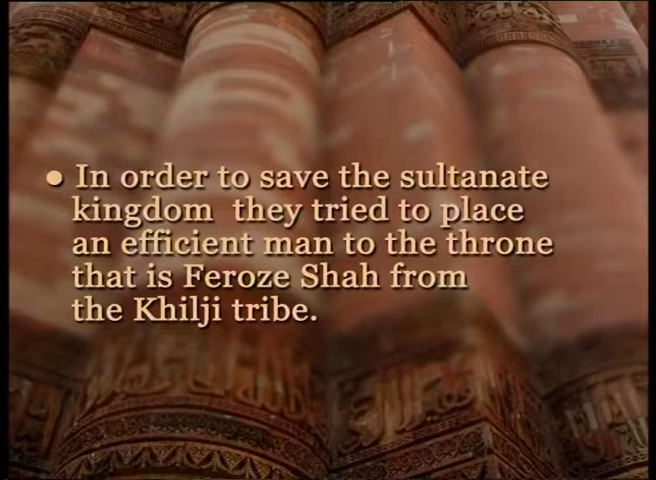 • In order to save the sultanate
kingdom they tried to place
an efficient man to the throne
that is Feroze Shah from
the Khilji tribe.